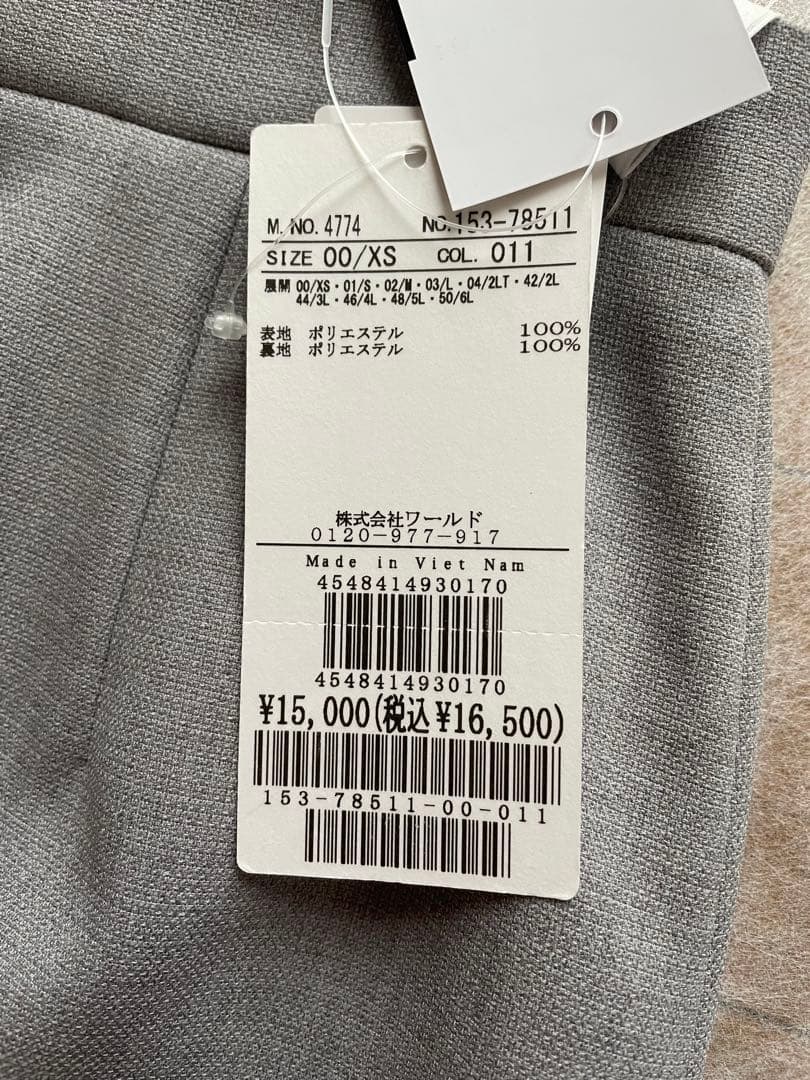 M. NO. 4774 NO.153-78511
SIZE 00/XS COL. 011
展開 00/XS・01/S・02/M・03/L・04/2LT・42/2L
44/3L・46/4L・48/5L・50/6L
表地 ポリエステル 100%
裏地 ポリエステル 100%
株式会社ワールド
0120-977-917
Made in Viet Nam
4548414930170
4548414930170
¥15,000(税込¥16,500)
153-78511-00-011